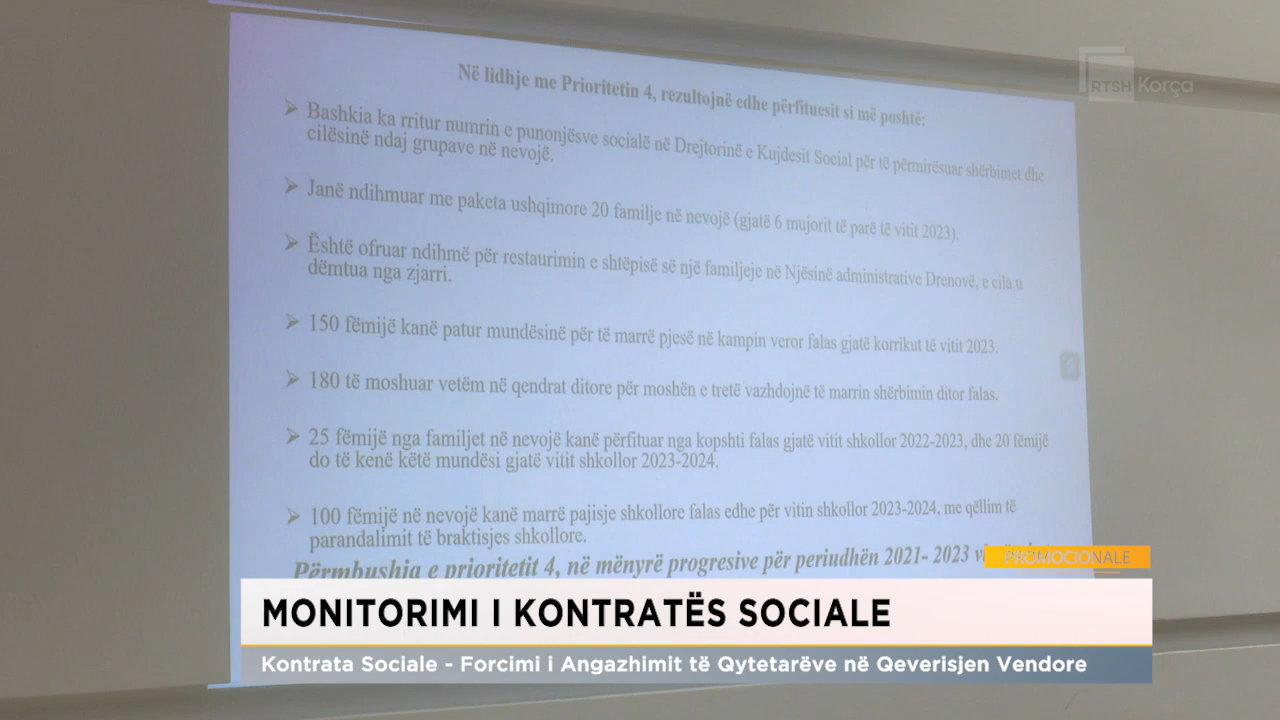 RTSH Korça
Në lidhje me Prioritetin 4, rezultojnë edhe përfituesit si më poshtë:
Bashkia ka rritur numrin e punonjësve socialë në Drejtorinë e Kujdesit Social për të përmirësuar shërbimet dhe
cilësinë ndaj grupave në nevojë.
Janë ndihmuar me paketa ushqimore 20 familje në nevojë (gjatë 6 mujorit të parë të vitit 2023).
Është ofruar ndihmë për restaurimin e shtëpisë së një familjeje në Njësinë administrative Drenovë, e cila u
dëmtua nga zjarri.
150 fëmijë kanë patur mundësinë për të marrë pjesë në kampin veror falas gjatë korrikut të vitit 2023.
180 të moshuar vetëm në qendrat ditore për moshën e tretë vazhdojnë të marrin shërbimin ditor falas.
25 fëmijë nga familjet në nevojë kanë përfituar nga kopshti falas gjatë vitit shkollor 2022-2023, dhe 20 fëmijë
do të kenë këtë mundësi gjatë vitit shkollor 2023-2024.
100 fëmijë në nevojë kanë marrë pajisje shkollore falas edhe për vitin shkollor 2023-2024, me qëllim të
parandalimit të braktisjes shkollore.
Përmbushja e prioritetit 4, në mënyrë progresive për periudhën 2021- 2023
PROMOCIONALE
MONITORIMI I KONTRATËS SOCIALE
Kontrata Sociale - Forcimi i Angazhimit të Qytetarëve në Qeverisjen Vendore